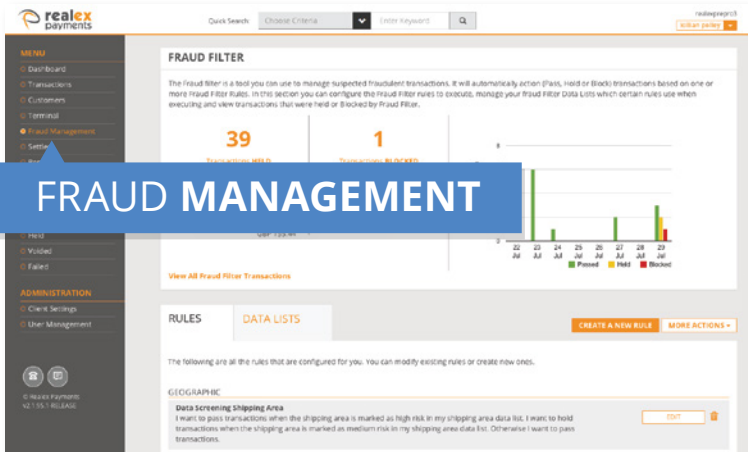 realex
payments
Quick Search:
Choose Criteria
Enter Keyword
realexginepro3
MENU
Dashboard
Transactions
Customers
Terminal
Fraud Management
FRAUD MANAGEMENT
Held
Voided
Failed
ADMINISTRATION
Client Settings
User Management
© Realex Payments
V2.1.55.1-RELEASE
FRAUD FILTER
The Fraud filter is a tool you can use to manage suspected fraudulent transactions. It will automatically action (Pass, Hold or Block) transactions based on one or
more Fraud Filter Rules. In this section you can configure the Fraud Filter rules to execute, manage your fraud Filter Data Lists which certain rules use when
executing and view transactions that were held or Blocked by Fraud Filter.
39
1
Transactions HELD
Transactions BLOCKED
22 Jul
23 Jul
24 Jul
25 Jul
26 Jul
27 Jul
28 Jul
29 Jul
Passed Held Blocked
View All Fraud Filter Transactions
RULES
DATA LISTS
CREATE A NEW RULE
MORE ACTIONS
The following are all the rules that are configured for you. You can modify existing rules or create new ones.
GEOGRAPHIC
Data Screening Shipping Area
I want to pass transactions when the shipping area is marked as high risk in my shipping area data list. I want to hold
transactions when the shipping area is marked as medium risk in my shipping area data list. Otherwise I want to pass
transactions.
EDIT